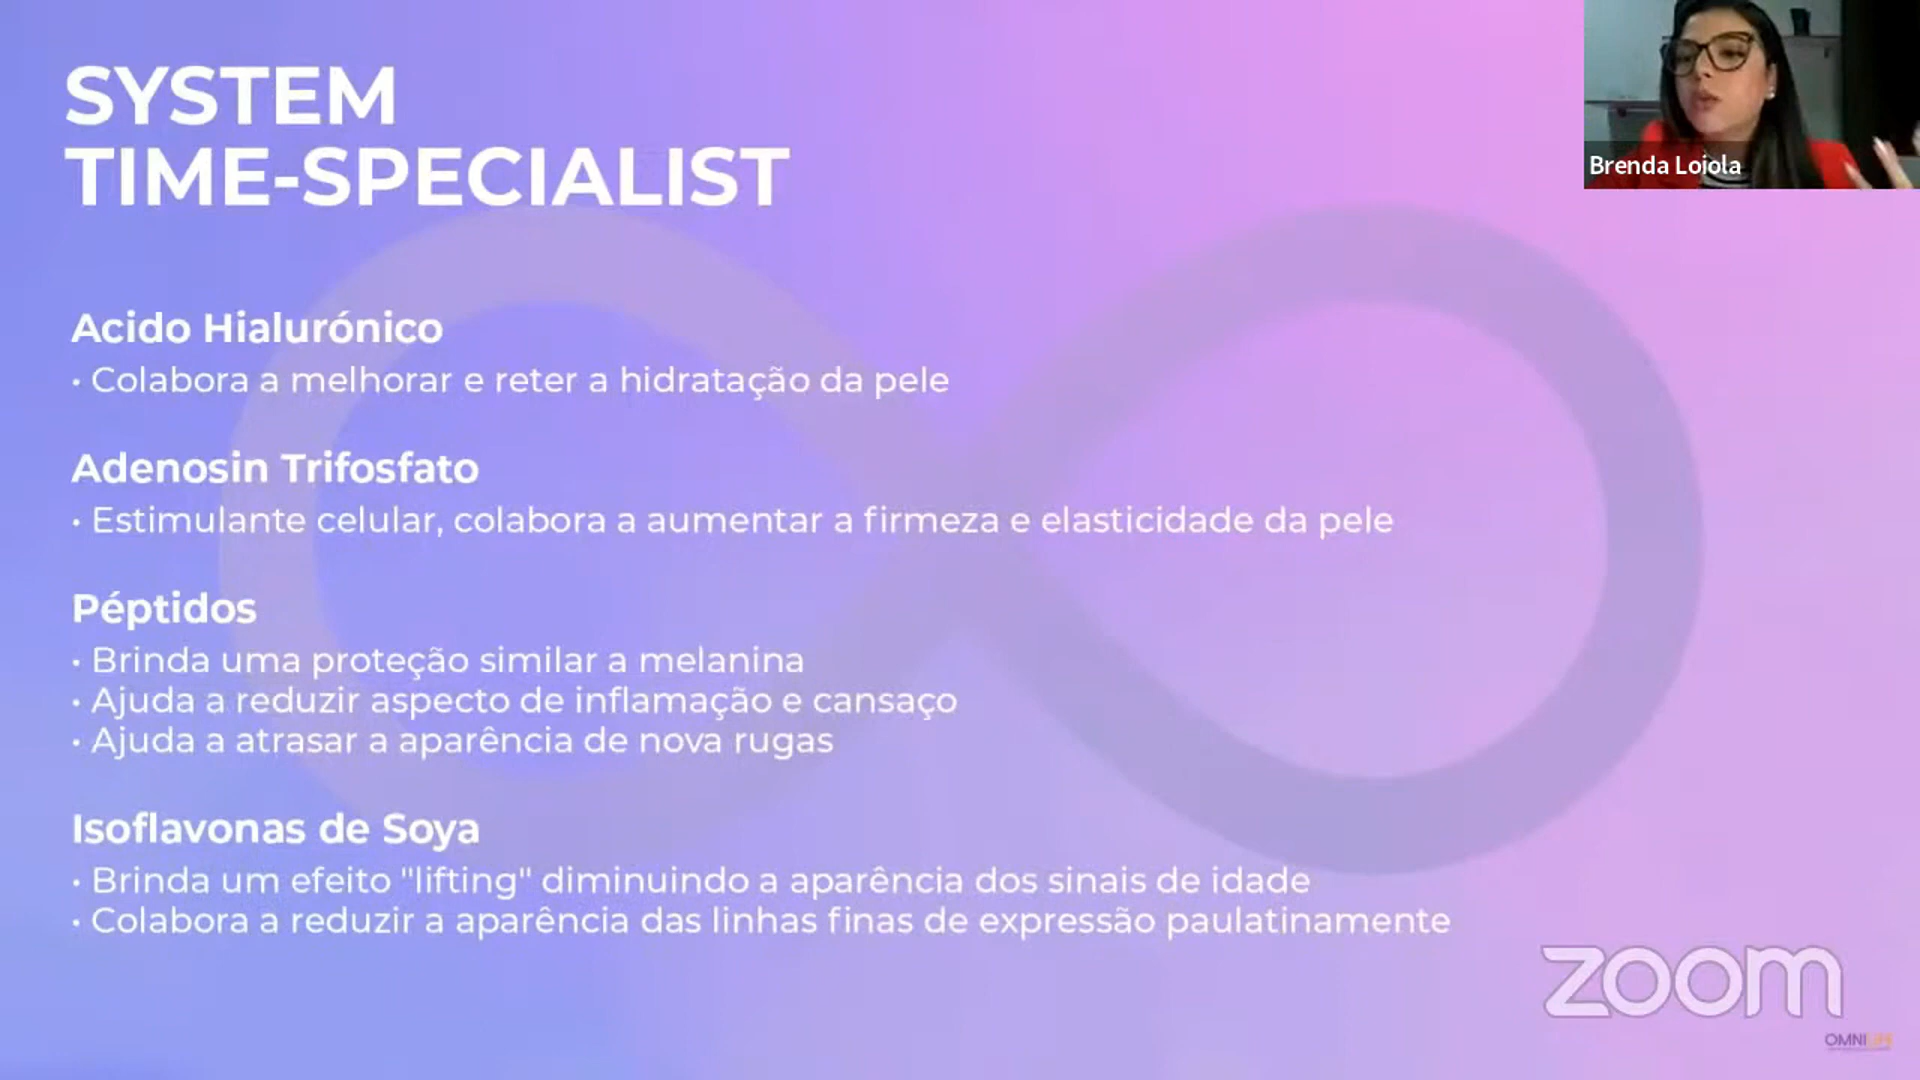 SYSTEM
TIME-SPECIALIST
Brenda Loiola
Acido Hialurónico
• Colabora a melhorar e reter a hidratação da pele
Adenosin Trifosfato
• Estimulante celular, colabora a aumentar a firmeza e elasticidade da pele
Péptidos
• Brinda uma proteção similar a melanina
• Ajuda a reduzir aspecto de inflamação e cansaço
• Ajuda a atrasar a aparência de nova rugas
Isoflavonas de Soya
• Brinda um efeito "lifting" diminuindo a aparência dos sinais de idade
• Colabora a reduzir a aparência das linhas finas de expressão paulatinamente
zoom
OMNILIFE